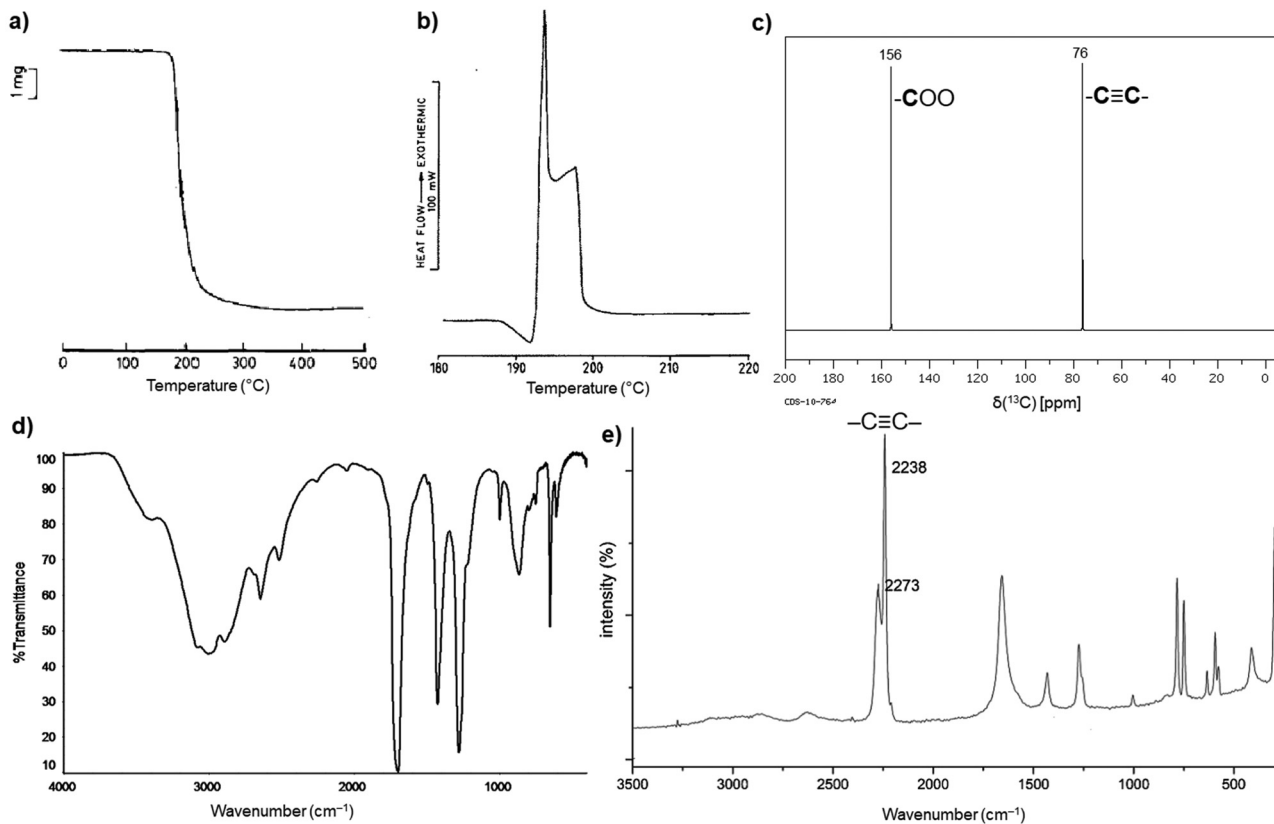 a)
1 mg
0 100 200 300 400 500
Temperature (°C)
b)
HEAT FLOW ⟶ EXOTHERMIC
100 mW
180 190 200 210 220
Temperature (°C)
c)
156
76
-COO
-C≡C-
200 180 160 140 120 100 80 60 40 20 0
CDS-10-764
δ(¹³C) [ppm]
d)
100
90
80
70
60
50
40
30
20
10
%Transmittance
4000 3000 2000 1000
Wavenumber (cm⁻¹)
e)
–C≡C–
2238
2273
intensity (%)
3500 3000 2500 2000 1500 1000 500
Wavenumber (cm⁻¹)